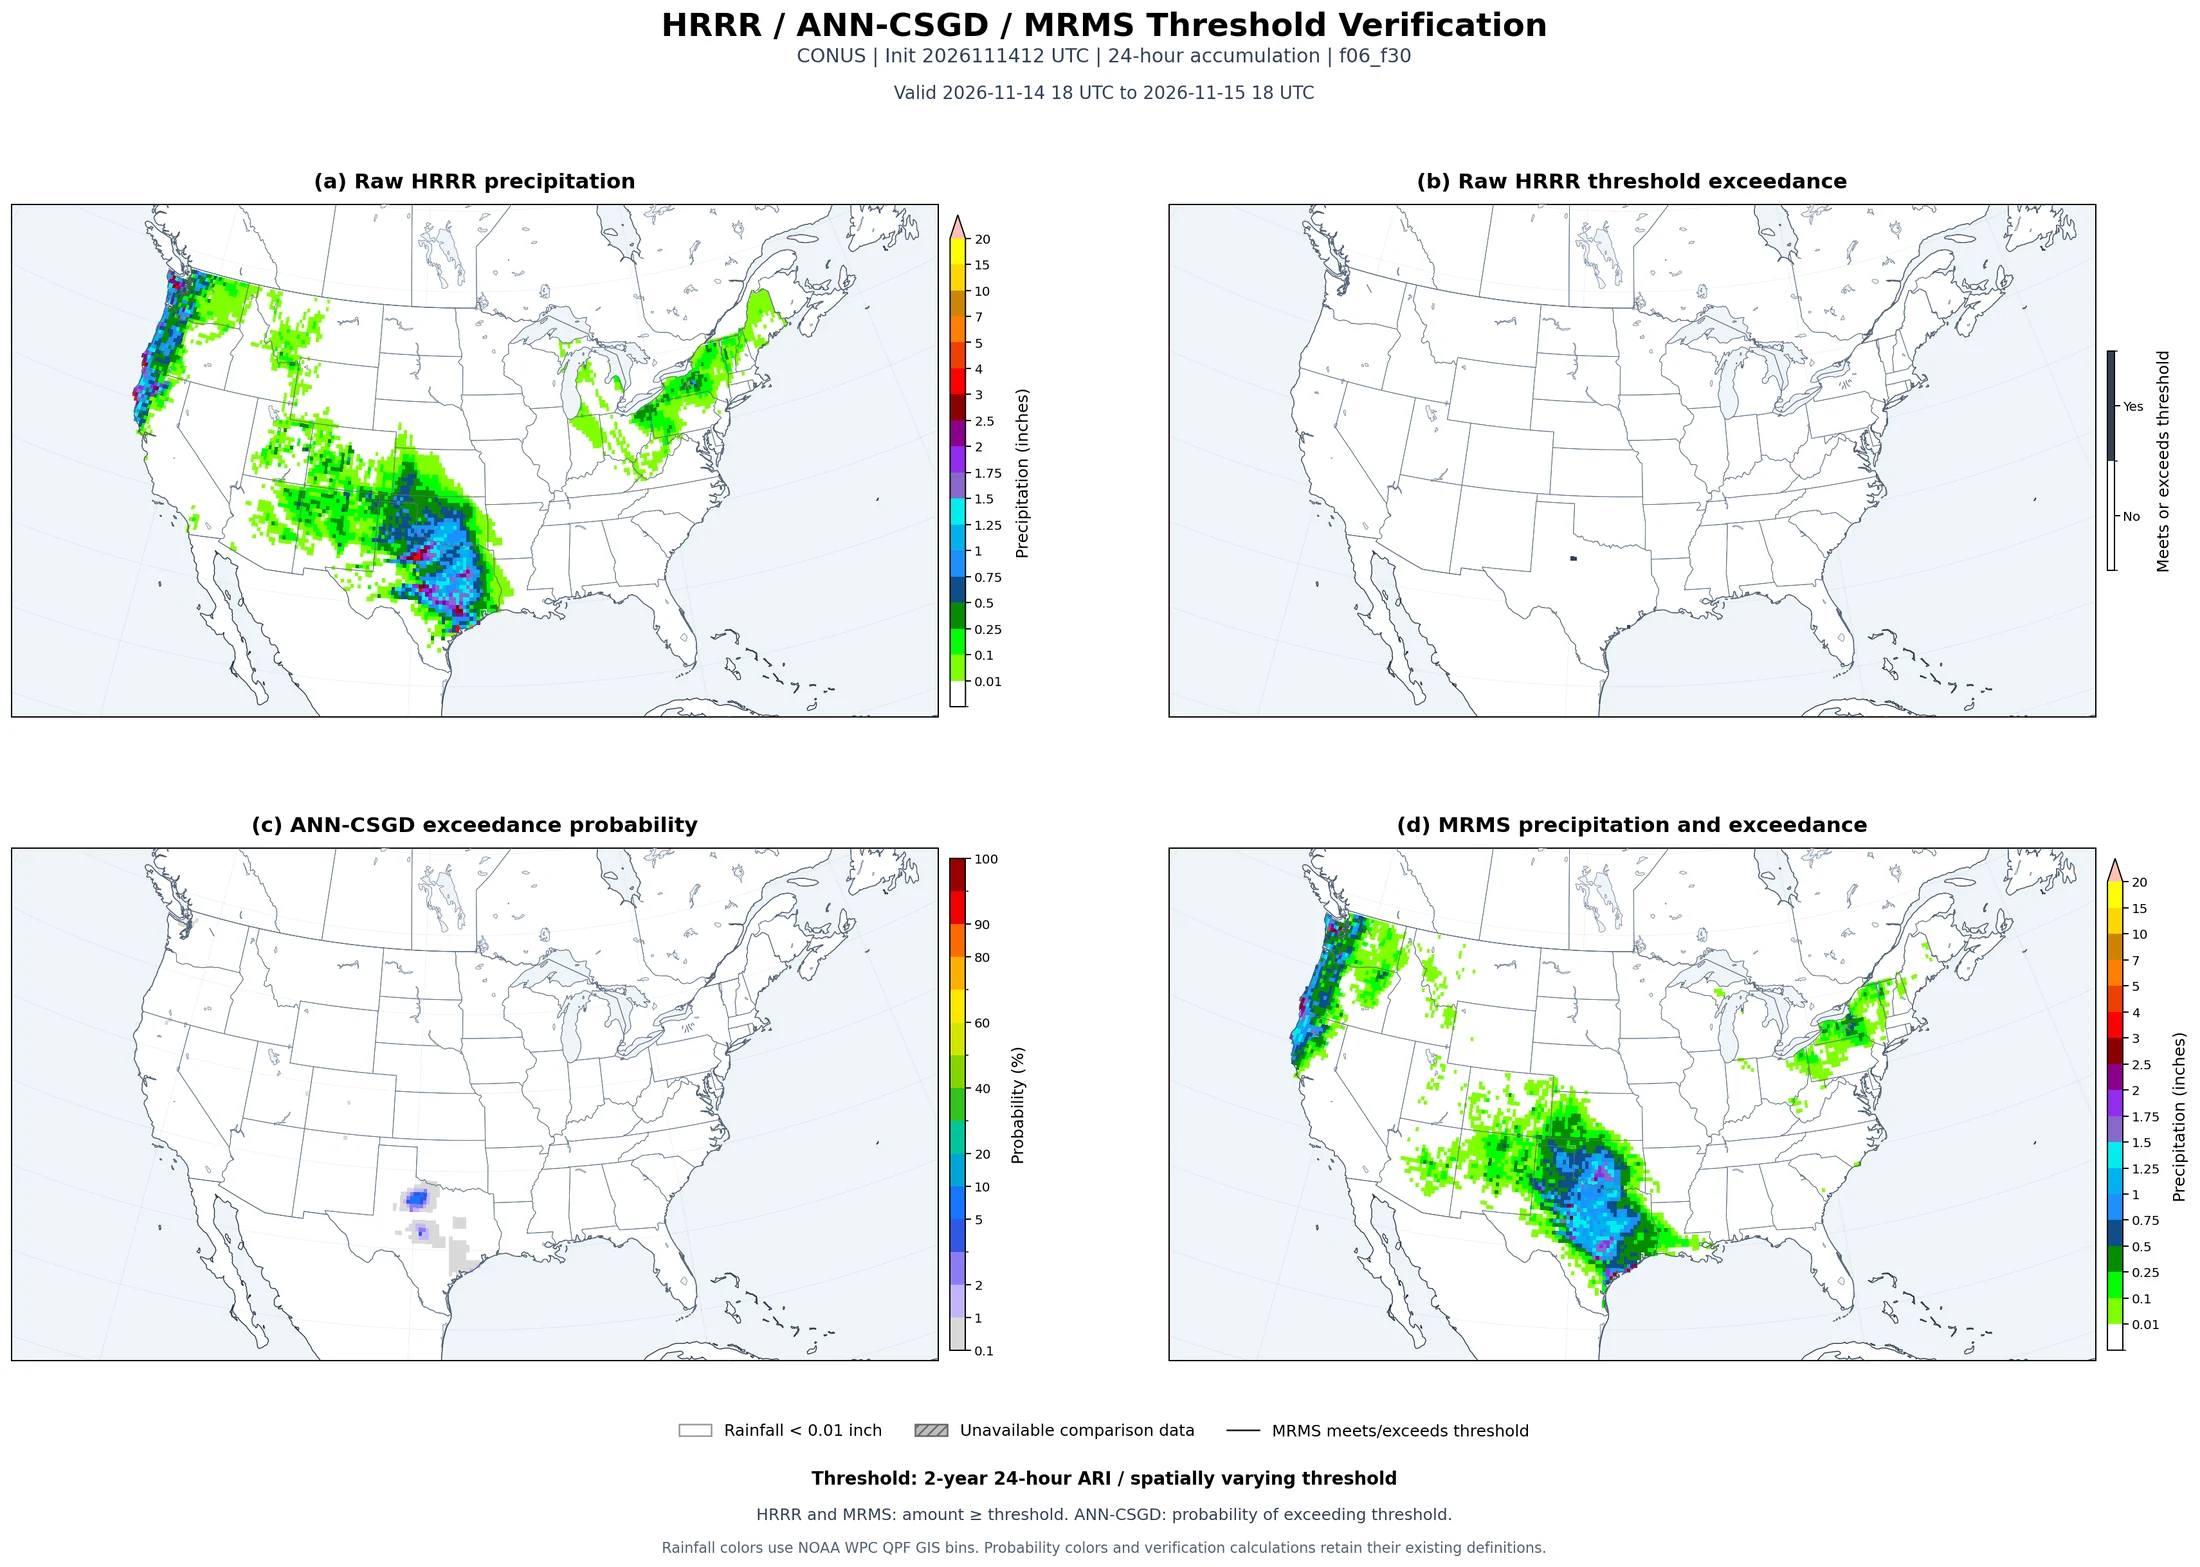 HRRR / ANN-CSGD / MRMS Threshold Verification
CONUS | Init 2026111412 UTC | 24-hour accumulation | f06_f30
Valid 2026-11-14 18 UTC to 2026-11-15 18 UTC
(a) Raw HRRR precipitation
20
15
10
7
5
4
3
2.5
2
1.75
1.5
1.25
1
0.75
0.5
0.25
0.1
0.01
Precipitation (inches)
(b) Raw HRRR threshold exceedance
Yes
No
Meets or exceeds threshold
(c) ANN-CSGD exceedance probability
100
90
80
60
40
20
10
5
2
1
0.1
Probability (%)
(d) MRMS precipitation and exceedance
20
15
10
7
5
4
3
2.5
2
1.75
1.5
1.25
1
0.75
0.5
0.25
0.1
0.01
Precipitation (inches)
Rainfall < 0.01 inch
Unavailable comparison data
MRMS meets/exceeds threshold
Threshold: 2-year 24-hour ARI / spatially varying threshold
HRRR and MRMS: amount ≥ threshold. ANN-CSGD: probability of exceeding threshold.
Rainfall colors use NOAA WPC QPF GIS bins. Probability colors and verification calculations retain their existing definitions.